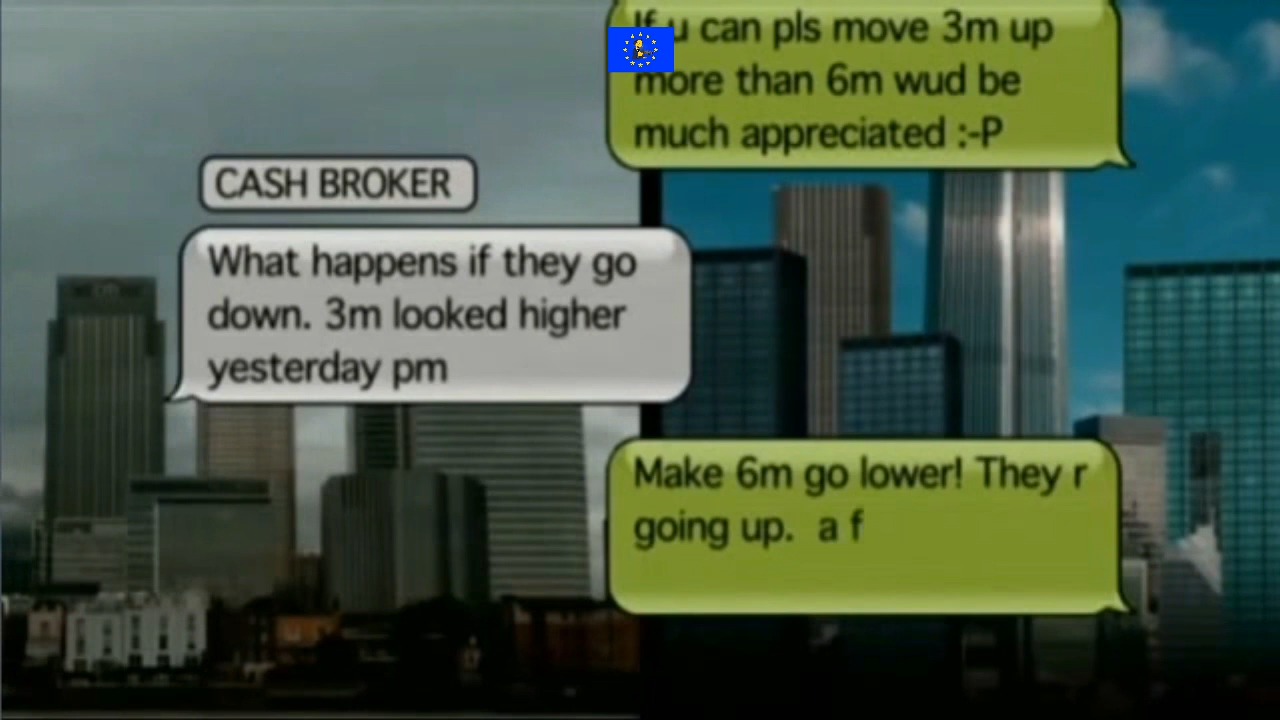 If u can pls move 3m up
more than 6m wud be
much appreciated :-P
CASH BROKER
What happens if they go
down. 3m looked higher
yesterday pm
Make 6m go lower! They r
going up.  a f